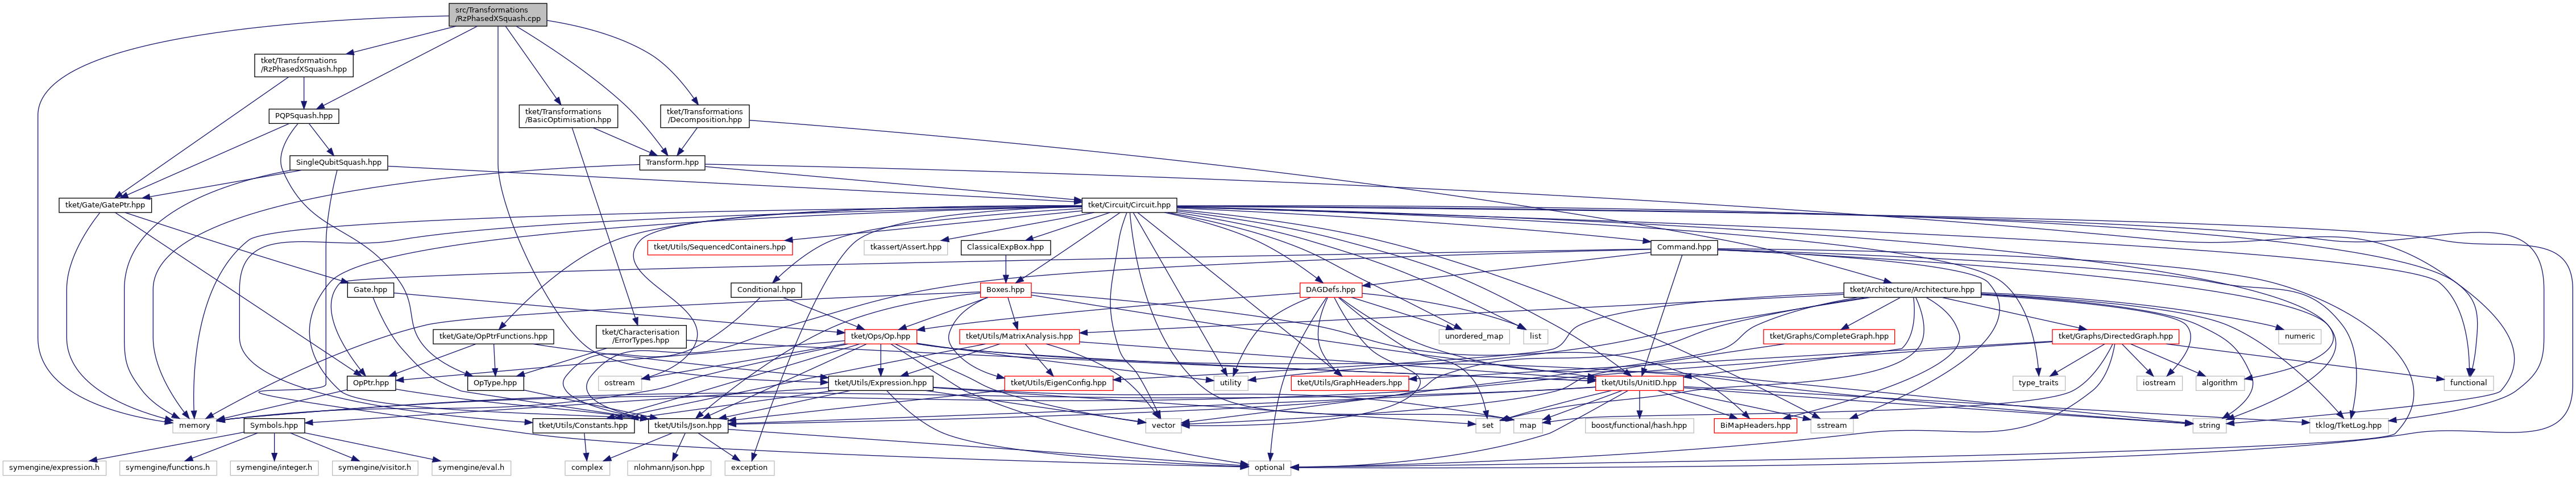 src/Transformations
/RzPhasedXSquash.cpp
tket/Transformations
/RzPhasedXSquash.hpp
PQPSquash.hpp
tket/Transformations
/BasicOptimisation.hpp
tket/Transformations
/Decomposition.hpp
SingleQubitSquash.hpp
Transform.hpp
tket/Gate/GatePtr.hpp
tket/Circuit/Circuit.hpp
tket/Utils/SequencedContainers.hpp
tkassert/Assert.hpp
ClassicalExpBox.hpp
Command.hpp
Gate.hpp
Conditional.hpp
Boxes.hpp
DAGDefs.hpp
tket/Architecture/Architecture.hpp
tket/Gate/OpPtrFunctions.hpp
tket/Characterisation
/ErrorTypes.hpp
tket/Ops/Op.hpp
tket/Utils/MatrixAnalysis.hpp
unordered_map
list
tket/Graphs/CompleteGraph.hpp
tket/Graphs/DirectedGraph.hpp
numeric
OpPtr.hpp
OpType.hpp
ostream
tket/Utils/Expression.hpp
tket/Utils/EigenConfig.hpp
utility
tket/Utils/GraphHeaders.hpp
tket/Utils/UnitID.hpp
type_traits
iostream
algorithm
functional
memory
Symbols.hpp
tket/Utils/Constants.hpp
tket/Utils/Json.hpp
vector
set
map
boost/functional/hash.hpp
BiMapHeaders.hpp
sstream
string
tklog/TketLog.hpp
symengine/expression.h
symengine/functions.h
symengine/integer.h
symengine/visitor.h
symengine/eval.h
complex
nlohmann/json.hpp
exception
optional